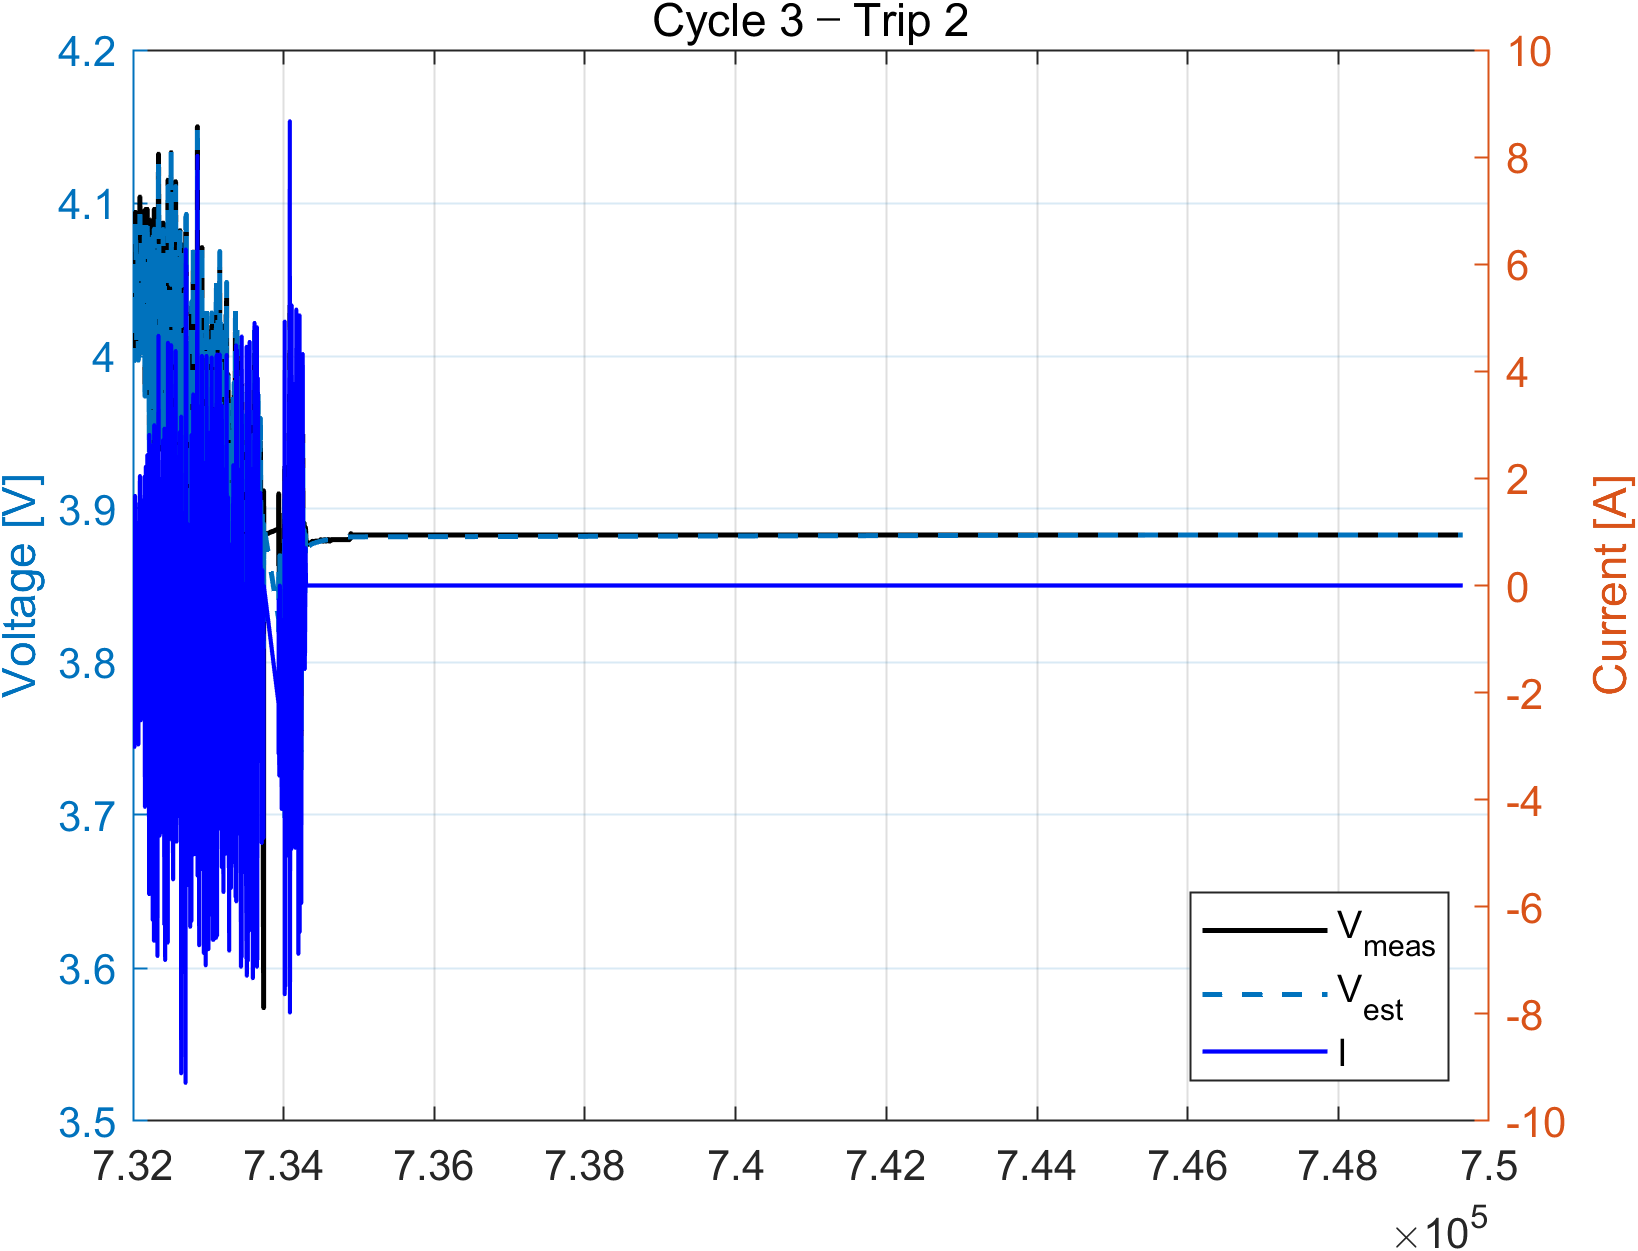 Cycle 3 – Trip 2
4.2
4.1
4
3.9
3.8
3.7
3.6
3.5
Voltage [V]
10
8
6
4
2
0
-2
-4
-6
-8
-10
Current [A]
V_meas
V_est
I
7.32 7.34 7.36 7.38 7.4 7.42 7.44 7.46 7.48 7.5
×10^5